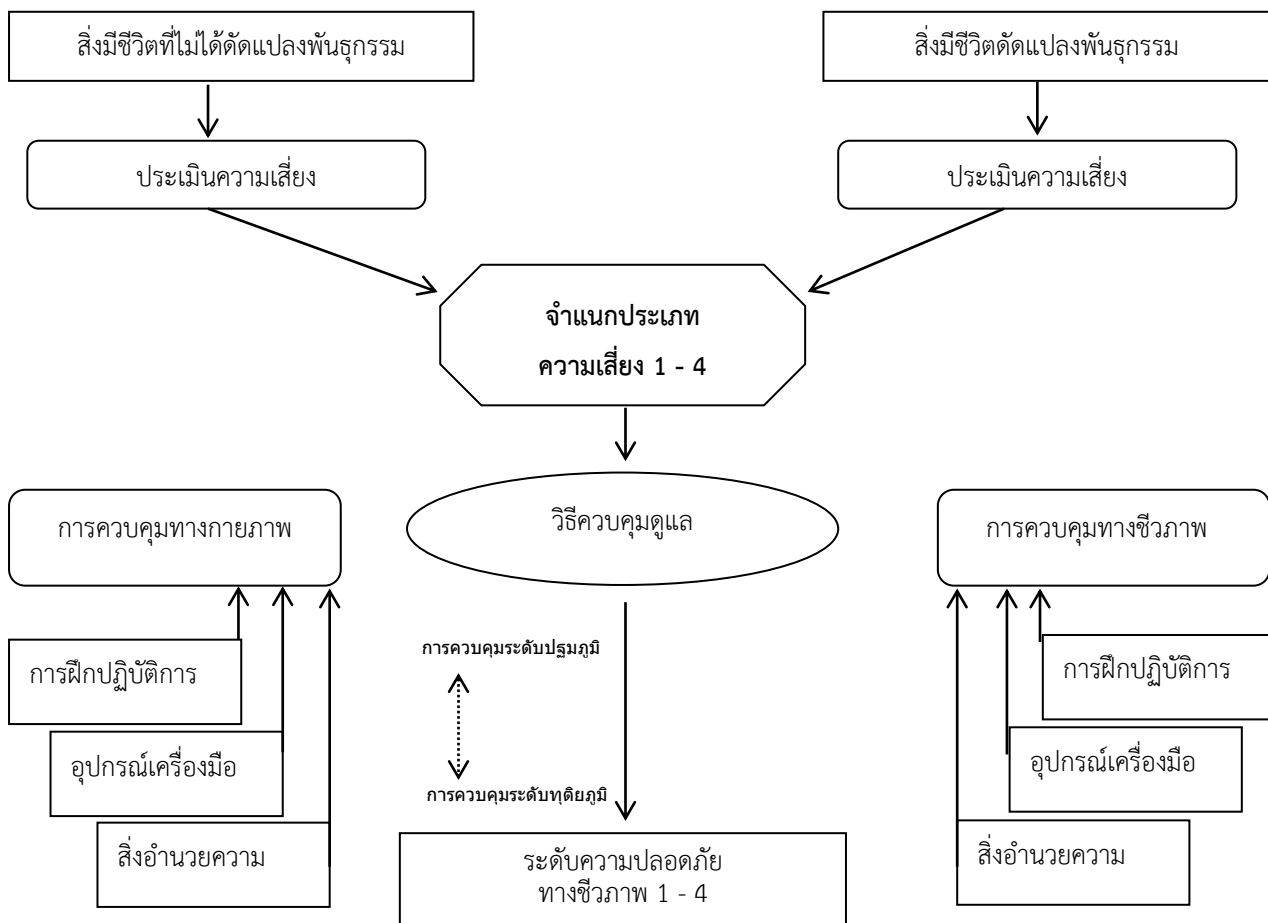 สิ่งมีชีวิตที่ไม่ได้ดัดแปลงพันธุกรรม
สิ่งมีชีวิตดัดแปลงพันธุกรรม
ประเมินความเสี่ยง
ประเมินความเสี่ยง
จำแนกประเภท
ความเสี่ยง 1 - 4
การควบคุมทางกายภาพ
วิธีควบคุมดูแล
การควบคุมทางชีวภาพ
การควบคุมระดับปฐมภูมิ
การฝึกปฏิบัติการ
การฝึกปฏิบัติการ
อุปกรณ์เครื่องมือ
อุปกรณ์เครื่องมือ
การควบคุมระดับทุติยภูมิ
สิ่งอำนวยความ
ระดับความปลอดภัย
ทางชีวภาพ 1 - 4
สิ่งอำนวยความ